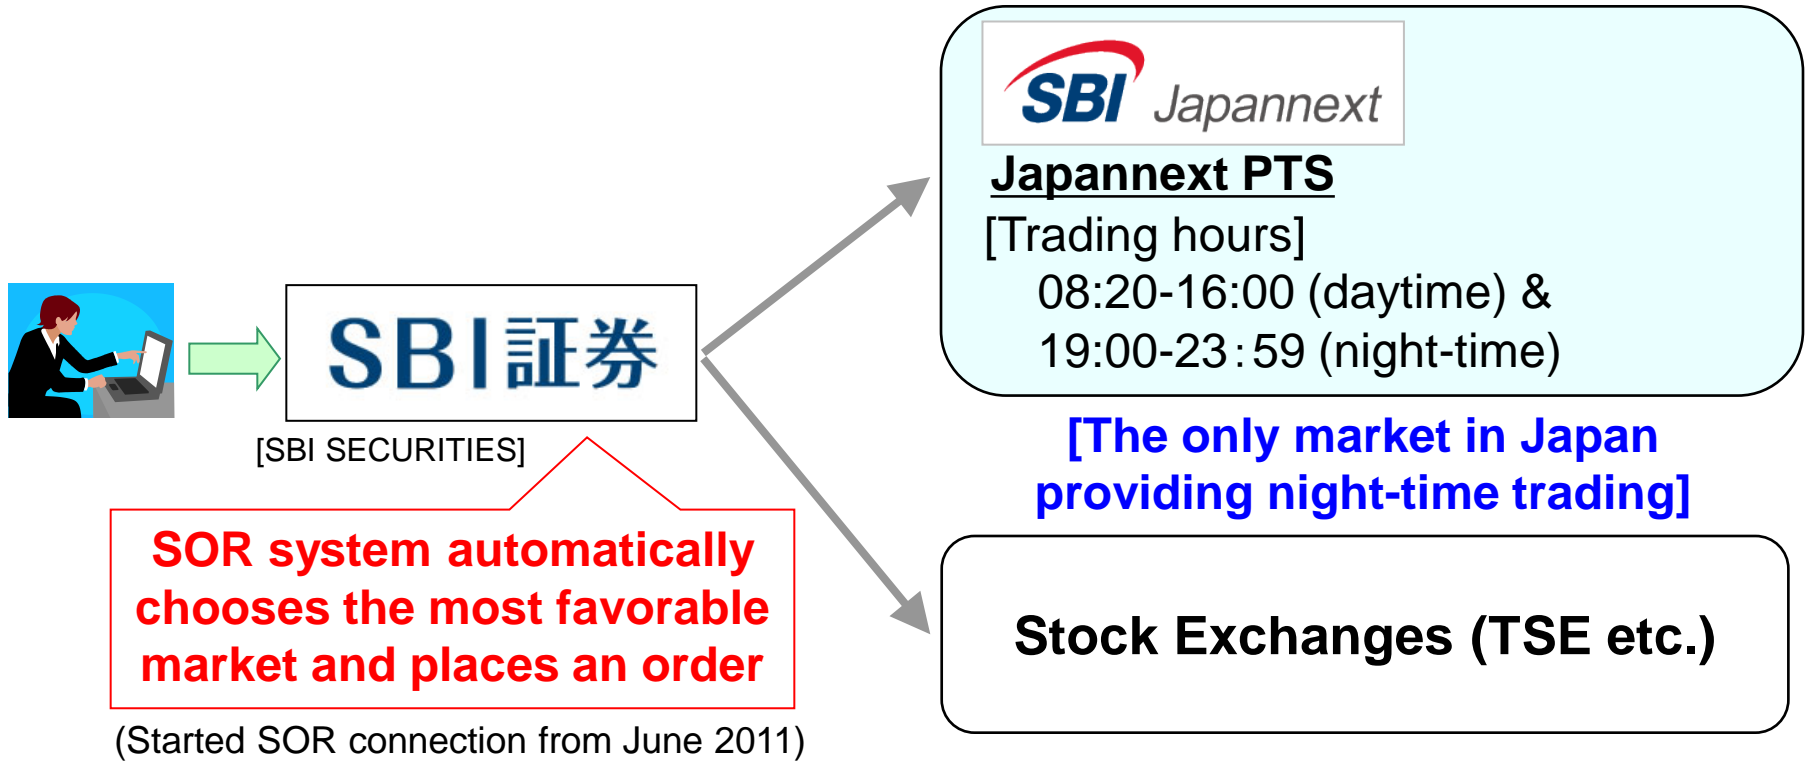 SBI Japannext
Japannext PTS
[Trading hours]
08:20-16:00 (daytime) &
19:00-23：59 (night-time)
SBI証券
[SBI SECURITIES]
[The only market in Japan
providing night-time trading]
SOR system automatically
chooses the most favorable
market and places an order
(Started SOR connection from June 2011)
Stock Exchanges (TSE etc.)